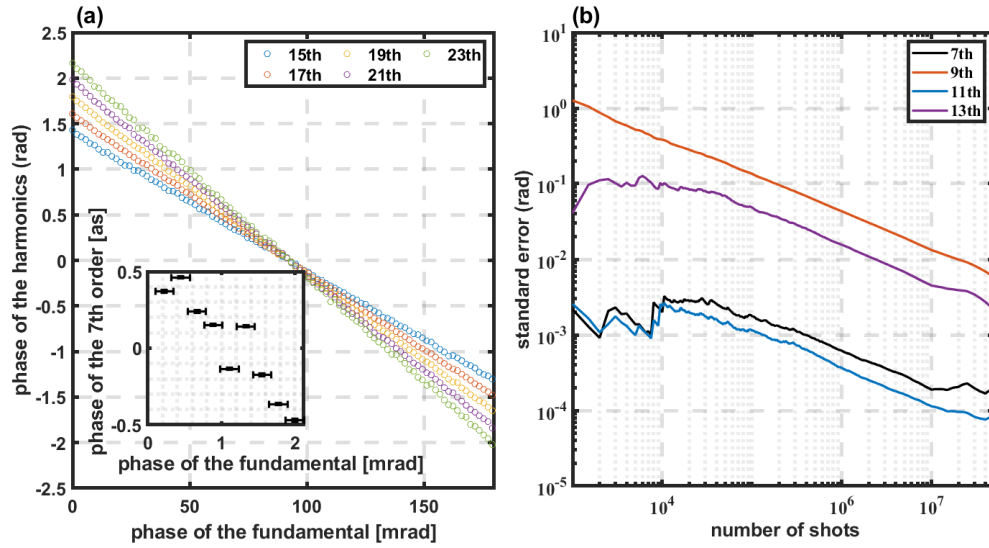 (a)
2.5
2
1.5
1
0.5
0
-0.5
-1
-1.5
-2
-2.5
phase of the harmonics (rad)
15th 19th 23th
17th 21th
0 50 100 150
phase of the fundamental [mrad]
phase of the 7th order [as]
0.5
0
-0.5
0 1 2
phase of the fundamental [mrad]
(b)
10^1
10^0
10^-1
10^-2
10^-3
10^-4
10^-5
standard error (rad)
7th
9th
11th
13th
10^4 10^5 10^6 10^7
number of shots